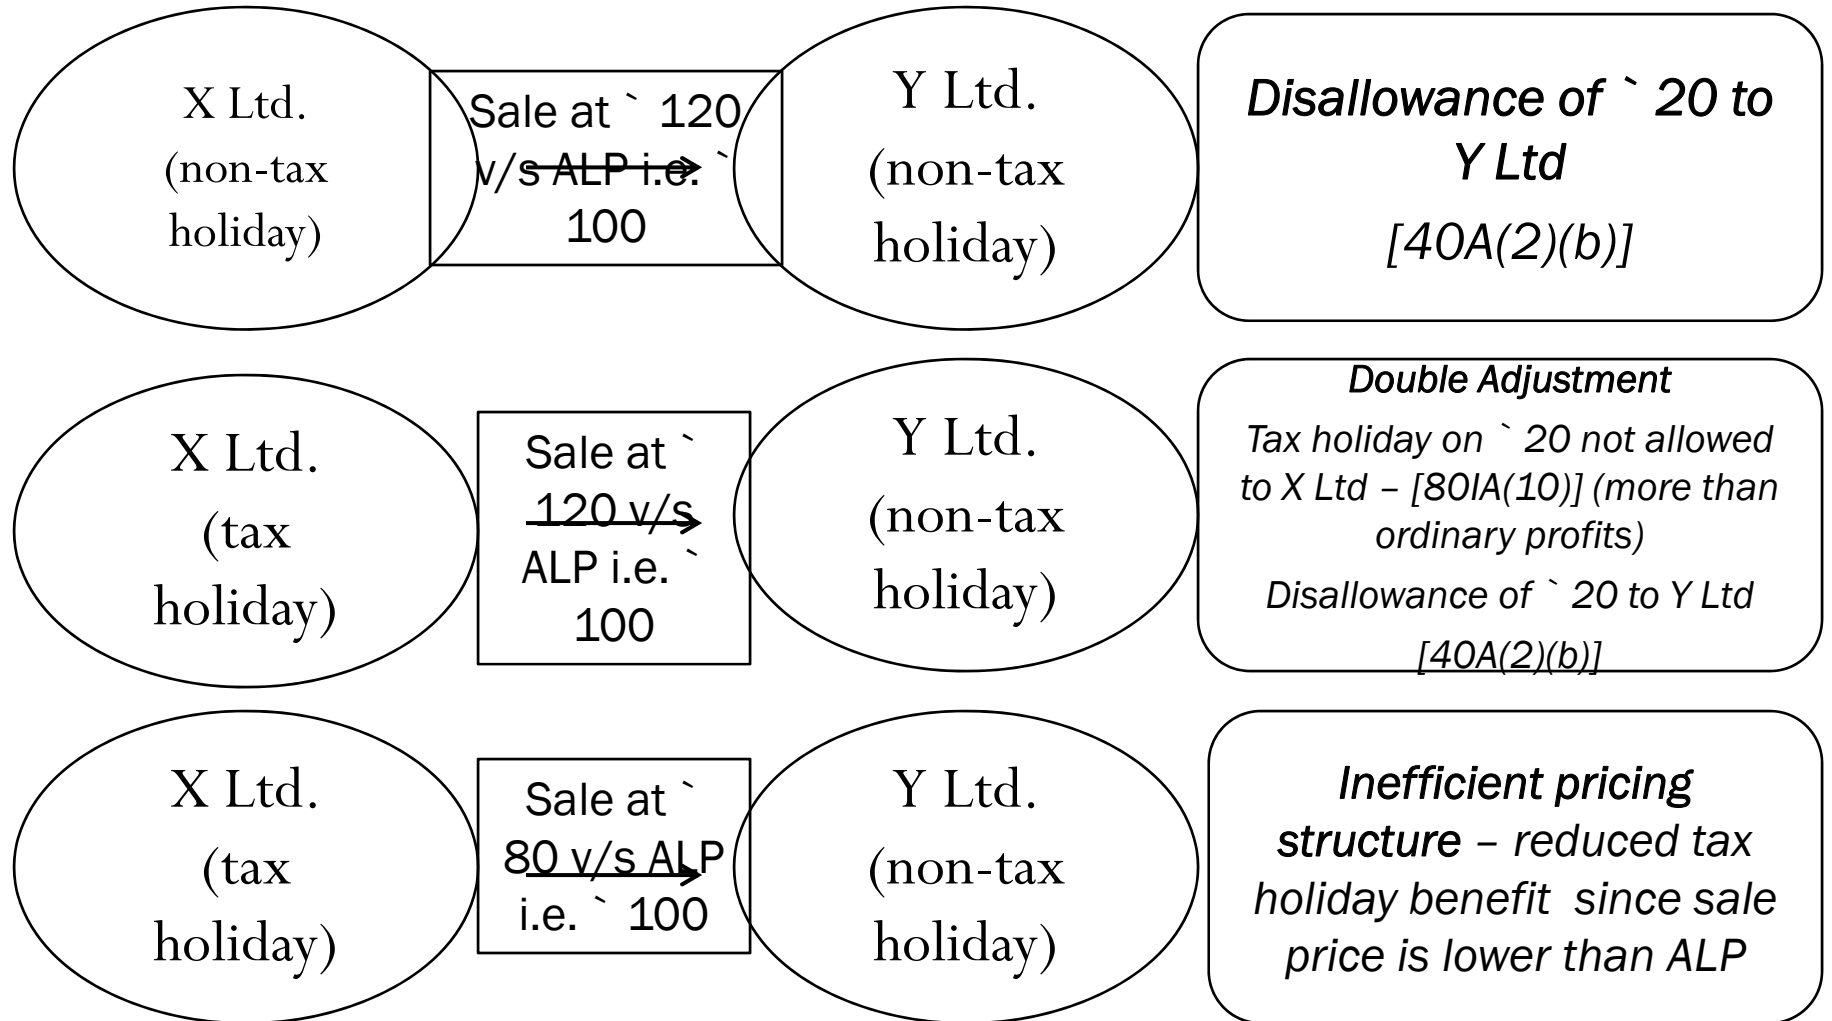 X Ltd.
(non-tax
holiday)
Sale at ` 120
v/s ALP i.e. `
100
Y Ltd.
(non-tax
holiday)
Disallowance of ` 20 to
Y Ltd
[40A(2)(b)]
X Ltd.
(tax
holiday)
Sale at `
120 v/s
ALP i.e. `
100
Y Ltd.
(non-tax
holiday)
Double Adjustment
Tax holiday on ` 20 not allowed
to X Ltd – [80IA(10)] (more than
ordinary profits)
Disallowance of ` 20 to Y Ltd
[40A(2)(b)]
X Ltd.
(tax
holiday)
Sale at `
80 v/s ALP
i.e. ` 100
Y Ltd.
(non-tax
holiday)
Inefficient pricing
structure – reduced tax
holiday benefit  since sale
price is lower than ALP